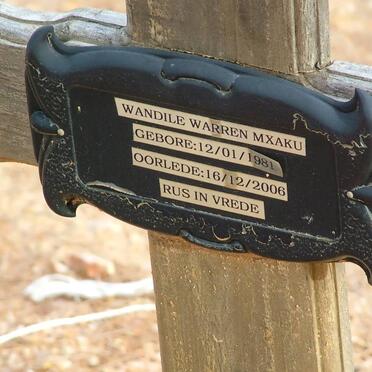 WANDILE WARREN MXAKU
GEBORE:12/01/1981
OORLEDE:16/12/2006
RUS IN VREDE